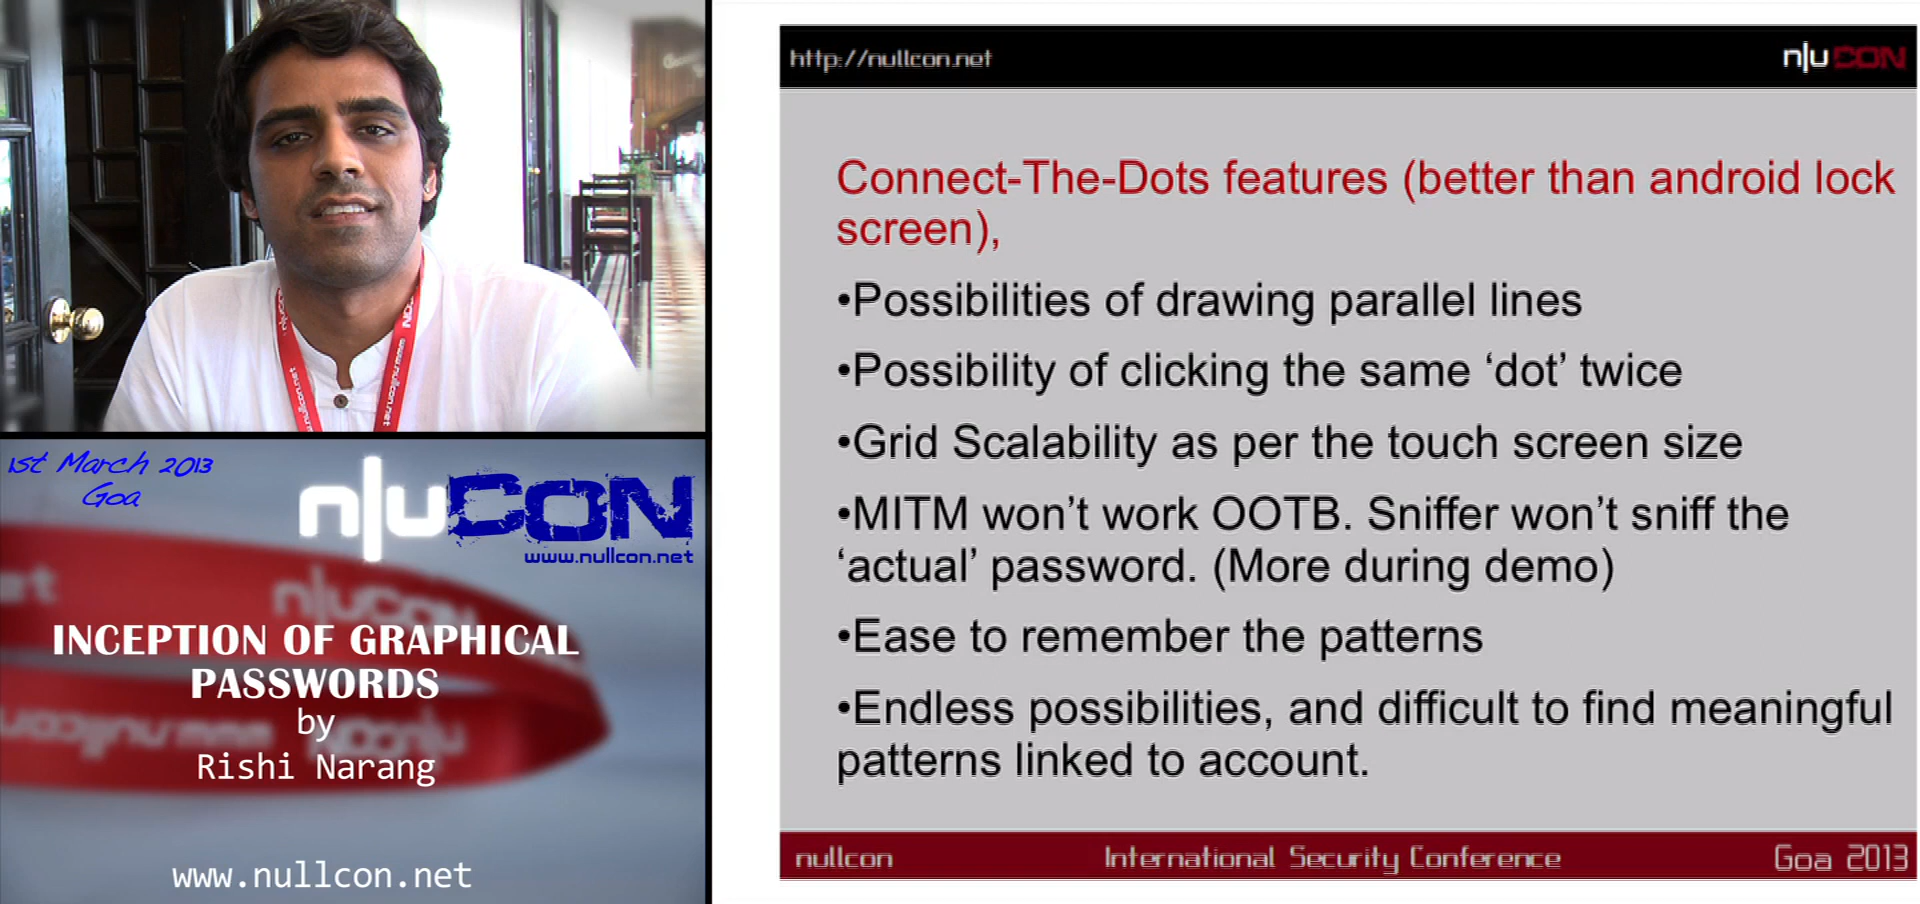 http://nullcon.net
n|u CON
Connect-The-Dots features (better than android lock
screen),
•Possibilities of drawing parallel lines
•Possibility of clicking the same ‘dot’ twice
•Grid Scalability as per the touch screen size
•MITM won’t work OOTB. Sniffer won’t sniff the
‘actual’ password. (More during demo)
•Ease to remember the patterns
•Endless possibilities, and difficult to find meaningful
patterns linked to account.
nullcon
International Security Conference
Goa 2013
1st March 2013
Goa
n|u CON
www.nullcon.net
INCEPTION OF GRAPHICAL
PASSWORDS
by
Rishi Narang
www.nullcon.net